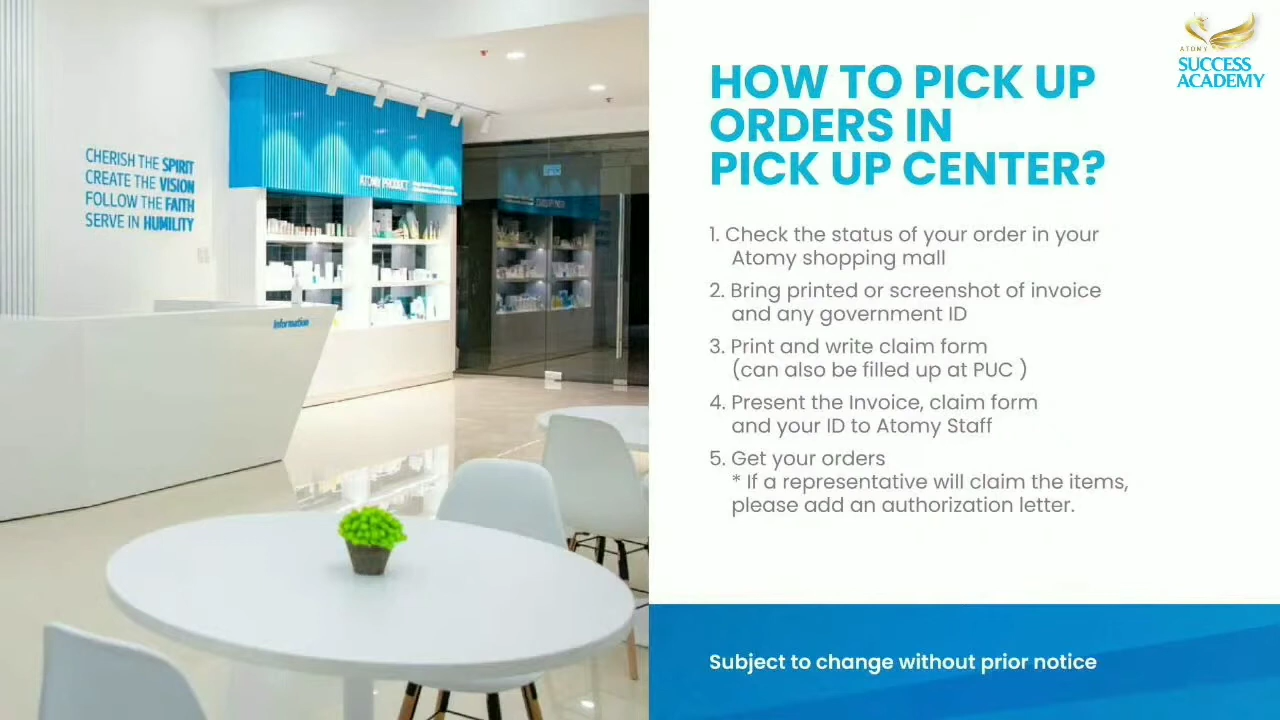 CHERISH THE SPIRIT
CREATE THE VISION
FOLLOW THE FAITH
SERVE IN HUMILITY
ATOMY PRODUCT
Information
ATOMY
SUCCESS
ACADEMY
HOW TO PICK UP
ORDERS IN
PICK UP CENTER?
1. Check the status of your order in your
Atomy shopping mall
2. Bring printed or screenshot of invoice
and any government ID
3. Print and write claim form
(can also be filled up at PUC )
4. Present the Invoice, claim form
and your ID to Atomy Staff
5. Get your orders
* If a representative will claim the items,
please add an authorization letter.
Subject to change without prior notice